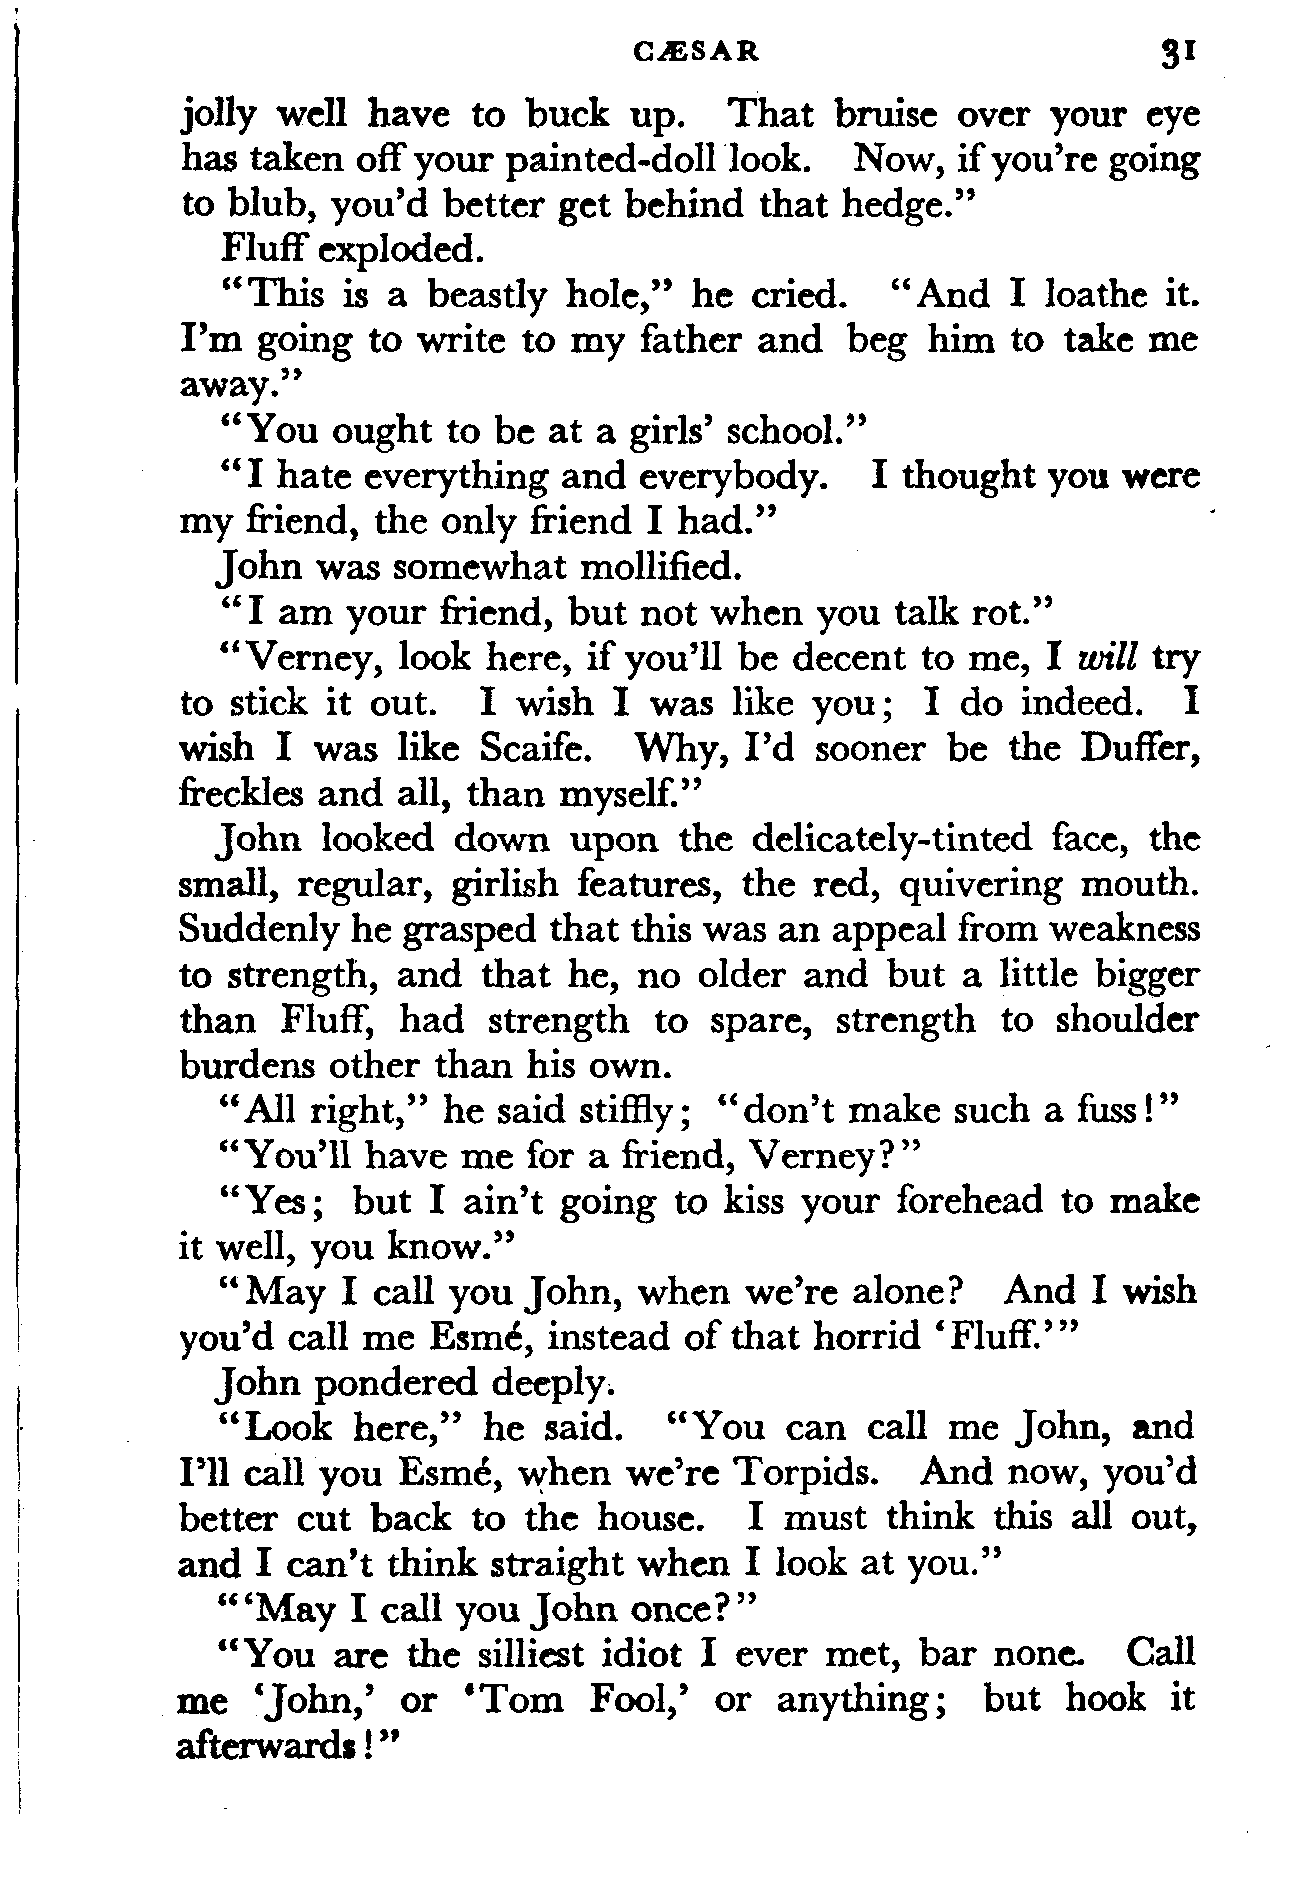 CÆSAR 31
jolly well have to buck up. That bruise over your eye
has taken off your painted-doll look. Now, if you're going
to blub, you'd better get behind that hedge."
Fluff exploded.
"This is a beastly hole," he cried. "And I loathe it.
I'm going to write to my father and beg him to take me
away."
"You ought to be at a girls' school."
"I hate everything and everybody. I thought you were
my friend, the only friend I had."
John was somewhat mollified.
"I am your friend, but not when you talk rot."
"Verney, look here, if you'll be decent to me, I will try
to stick it out. I wish I was like you; I do indeed. I
wish I was like Scaife. Why, I'd sooner be the Duffer,
freckles and all, than myself."
John looked down upon the delicately-tinted face, the
small, regular, girlish features, the red, quivering mouth.
Suddenly he grasped that this was an appeal from weakness
to strength, and that he, no older and but a little bigger
than Fluff, had strength to spare, strength to shoulder
burdens other than his own.
"All right," he said stiffly; "don't make such a fuss!"
"You'll have me for a friend, Verney?"
"Yes; but I ain't going to kiss your forehead to make
it well, you know."
"May I call you John, when we're alone? And I wish
you'd call me Esmé, instead of that horrid 'Fluff.'"
John pondered deeply.
"Look here," he said. "You can call me John, and
I'll call you Esmé, when we're Torpids. And now, you'd
better cut back to the house. I must think this all out,
and I can't think straight when I look at you."
"'May I call you John once?"
"You are the silliest idiot I ever met, bar none. Call
me 'John,' or 'Tom Fool,' or anything; but hook it
afterwards!"